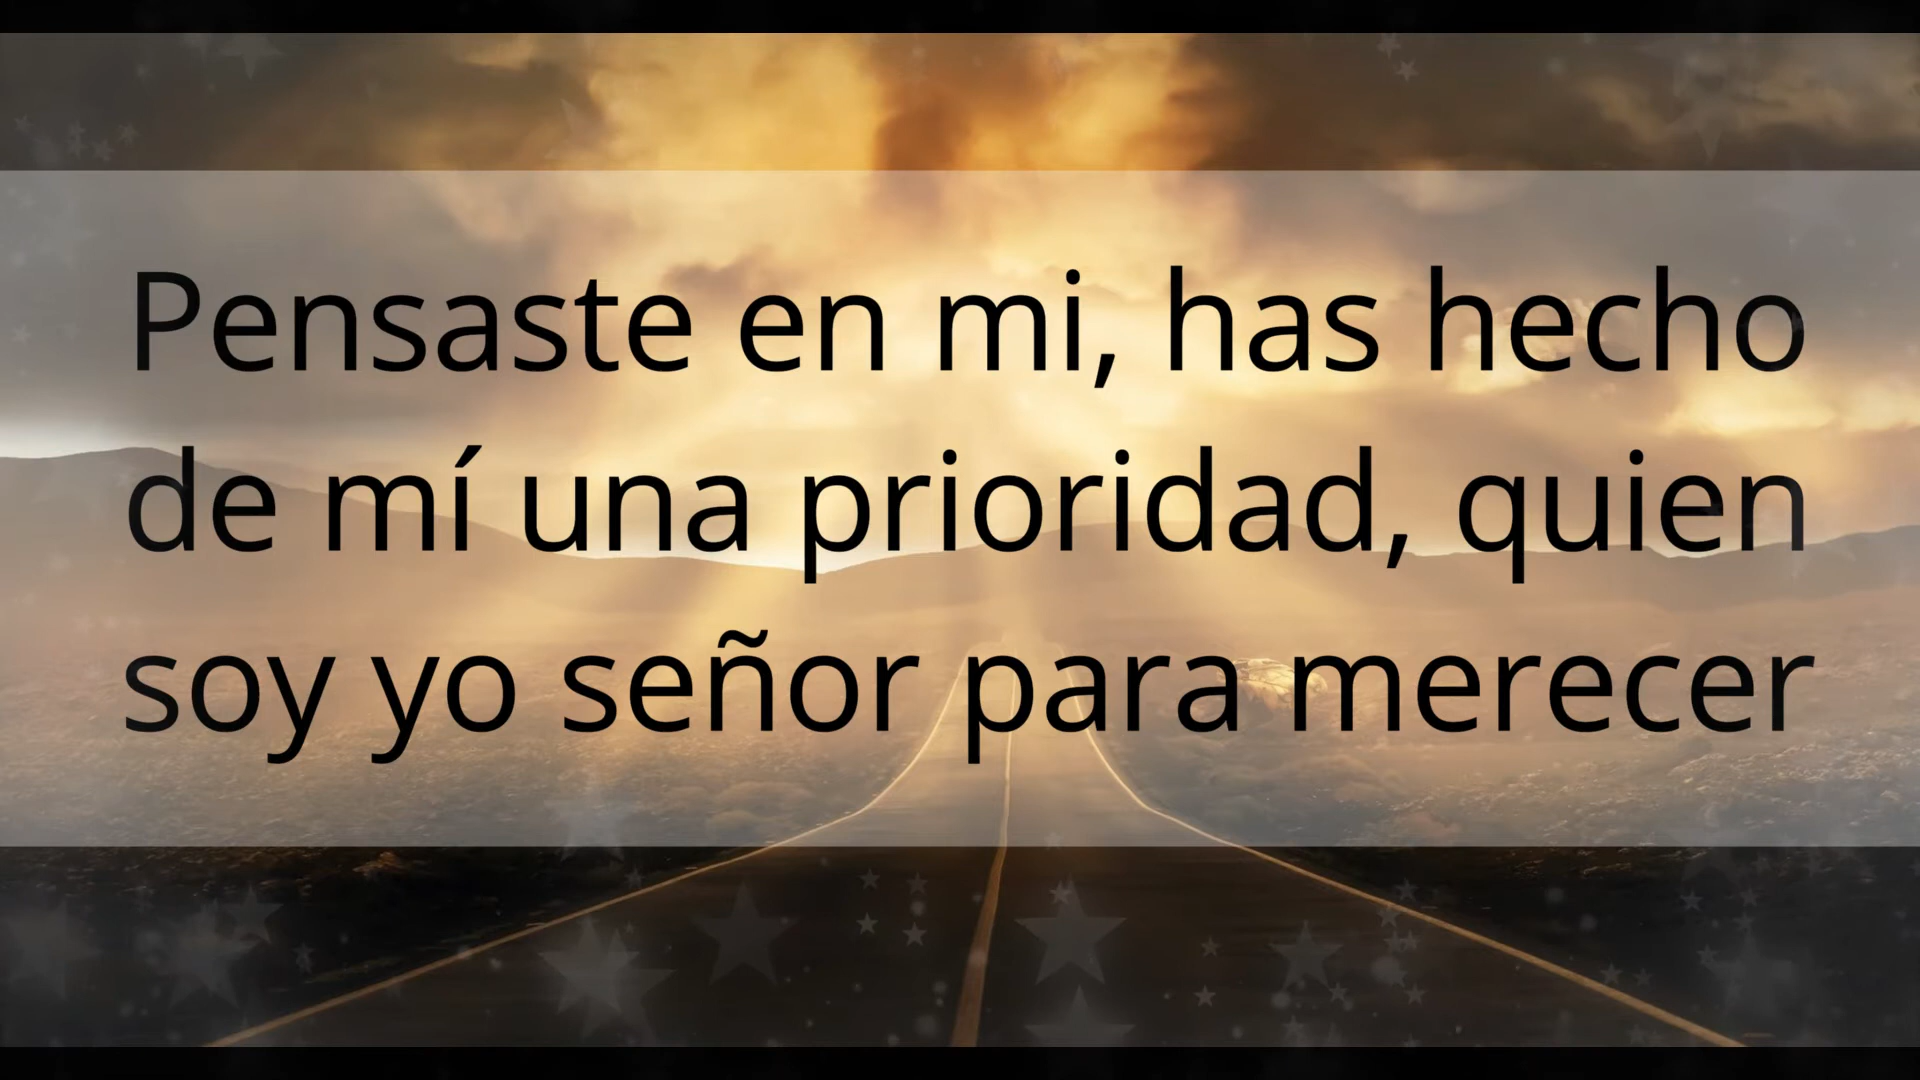 Pensaste en mi, has hecho
de mí una prioridad, quien
soy yo señor para merecer